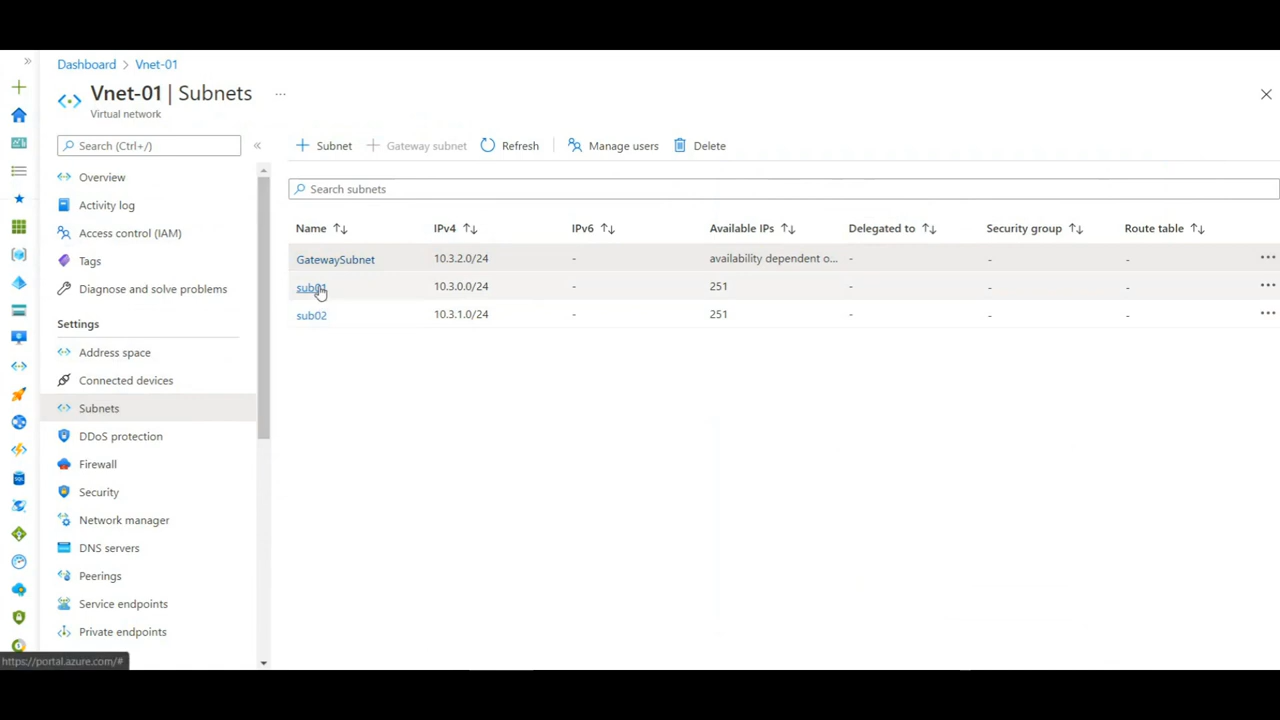 Dashboard > Vnet-01
Vnet-01 | Subnets ...
Virtual network
Search (Ctrl+/)
Overview
Activity log
Access control (IAM)
Tags
Diagnose and solve problems
Settings
Address space
Connected devices
Subnets
DDoS protection
Firewall
Security
Network manager
DNS servers
Peerings
Service endpoints
Private endpoints
+ Subnet + Gateway subnet Refresh Manage users Delete
Search subnets
Name IPv4 IPv6 Available IPs Delegated to Security group Route table
GatewaySubnet 10.3.2.0/24 - availability dependent o... - - -
sub01 10.3.0.0/24 - 251 - - -
sub02 10.3.1.0/24 - 251 - - -
https://portal.azure.com/#